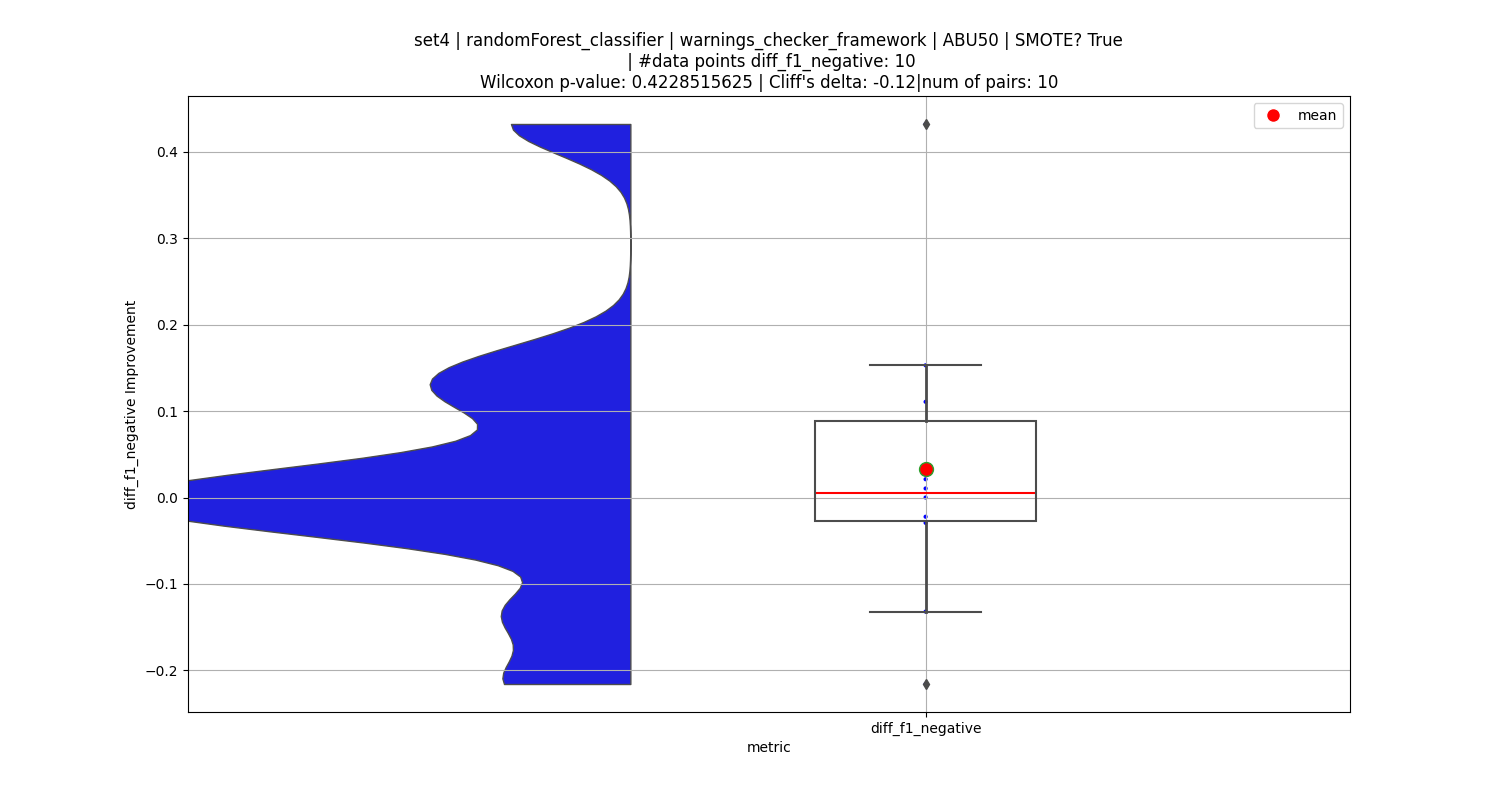 set4 | randomForest_classifier | warnings_checker_framework | ABU50 | SMOTE? True
| #data points diff_f1_negative: 10
Wilcoxon p-value: 0.4228515625 | Cliff's delta: -0.12|num of pairs: 10
mean
0.4
0.3
0.2
0.1
0.0
−0.1
−0.2
diff_f1_negative Improvement
diff_f1_negative
metric